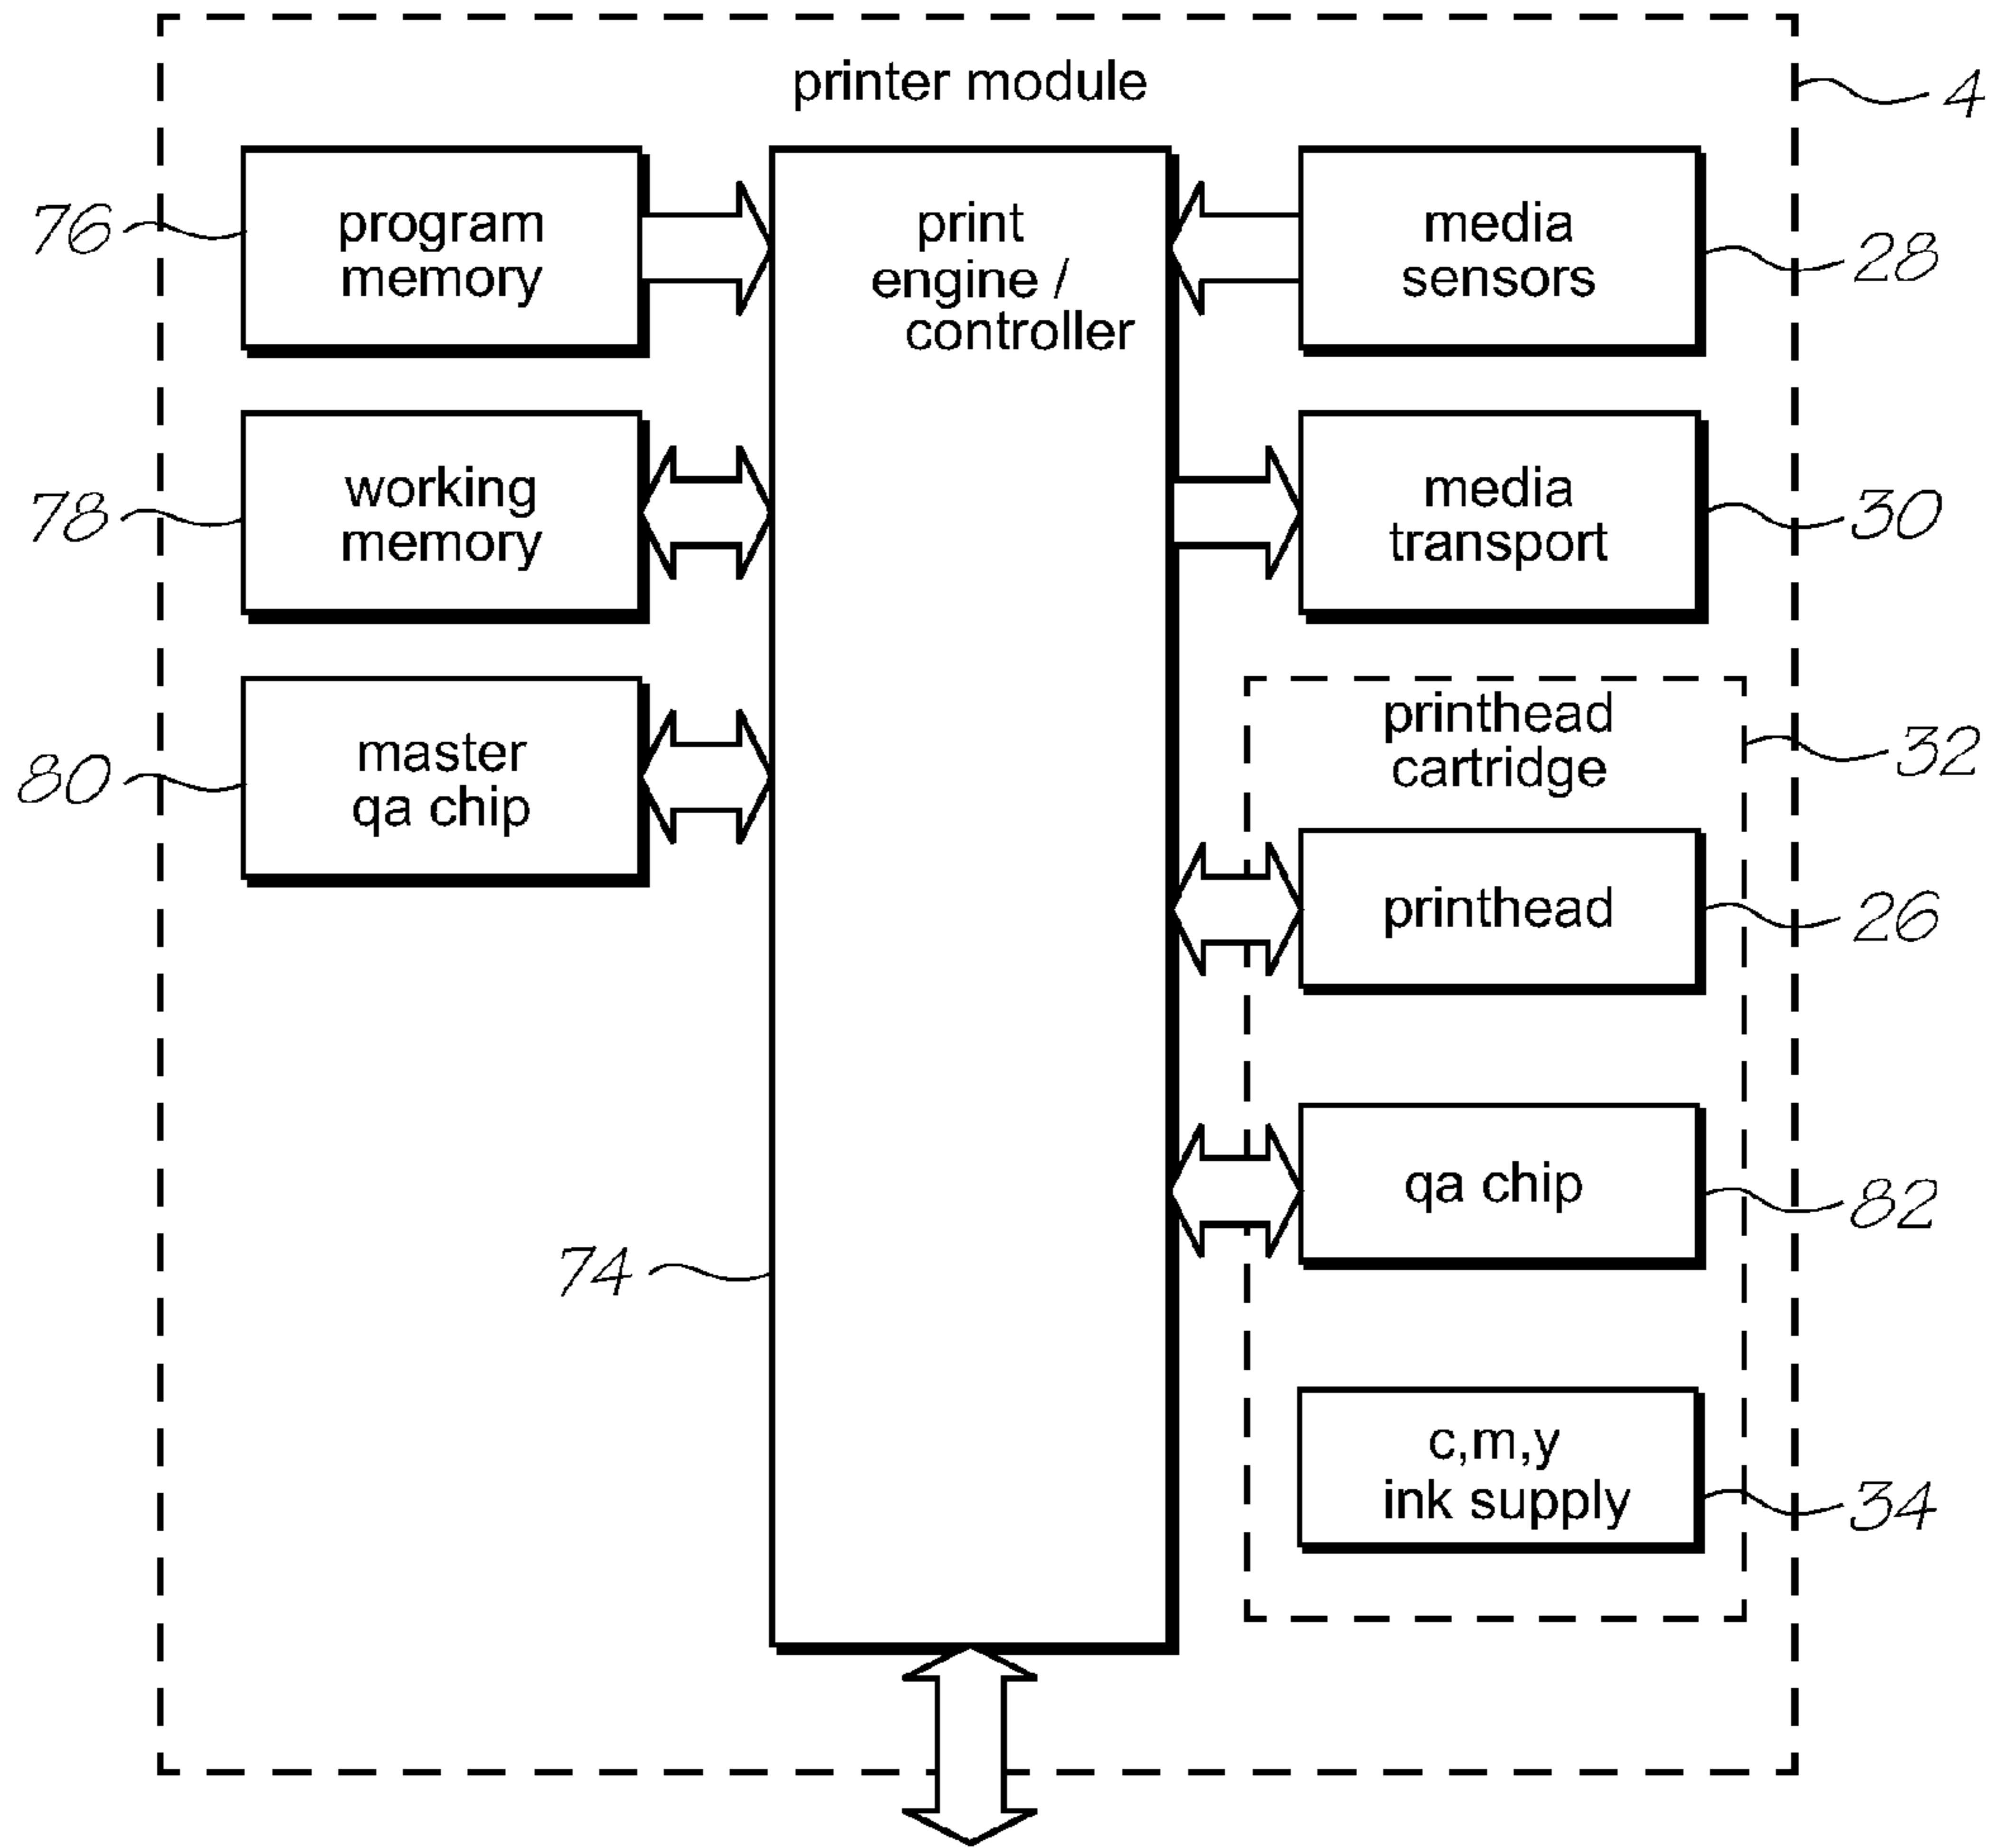 printer module
4
76
program
memory
print
engine /
controller
media
sensors
28
78
working
memory
media
transport
30
80
master
qa chip
printhead
cartridge
32
printhead
26
qa chip
82
74
c,m,y
ink supply
34